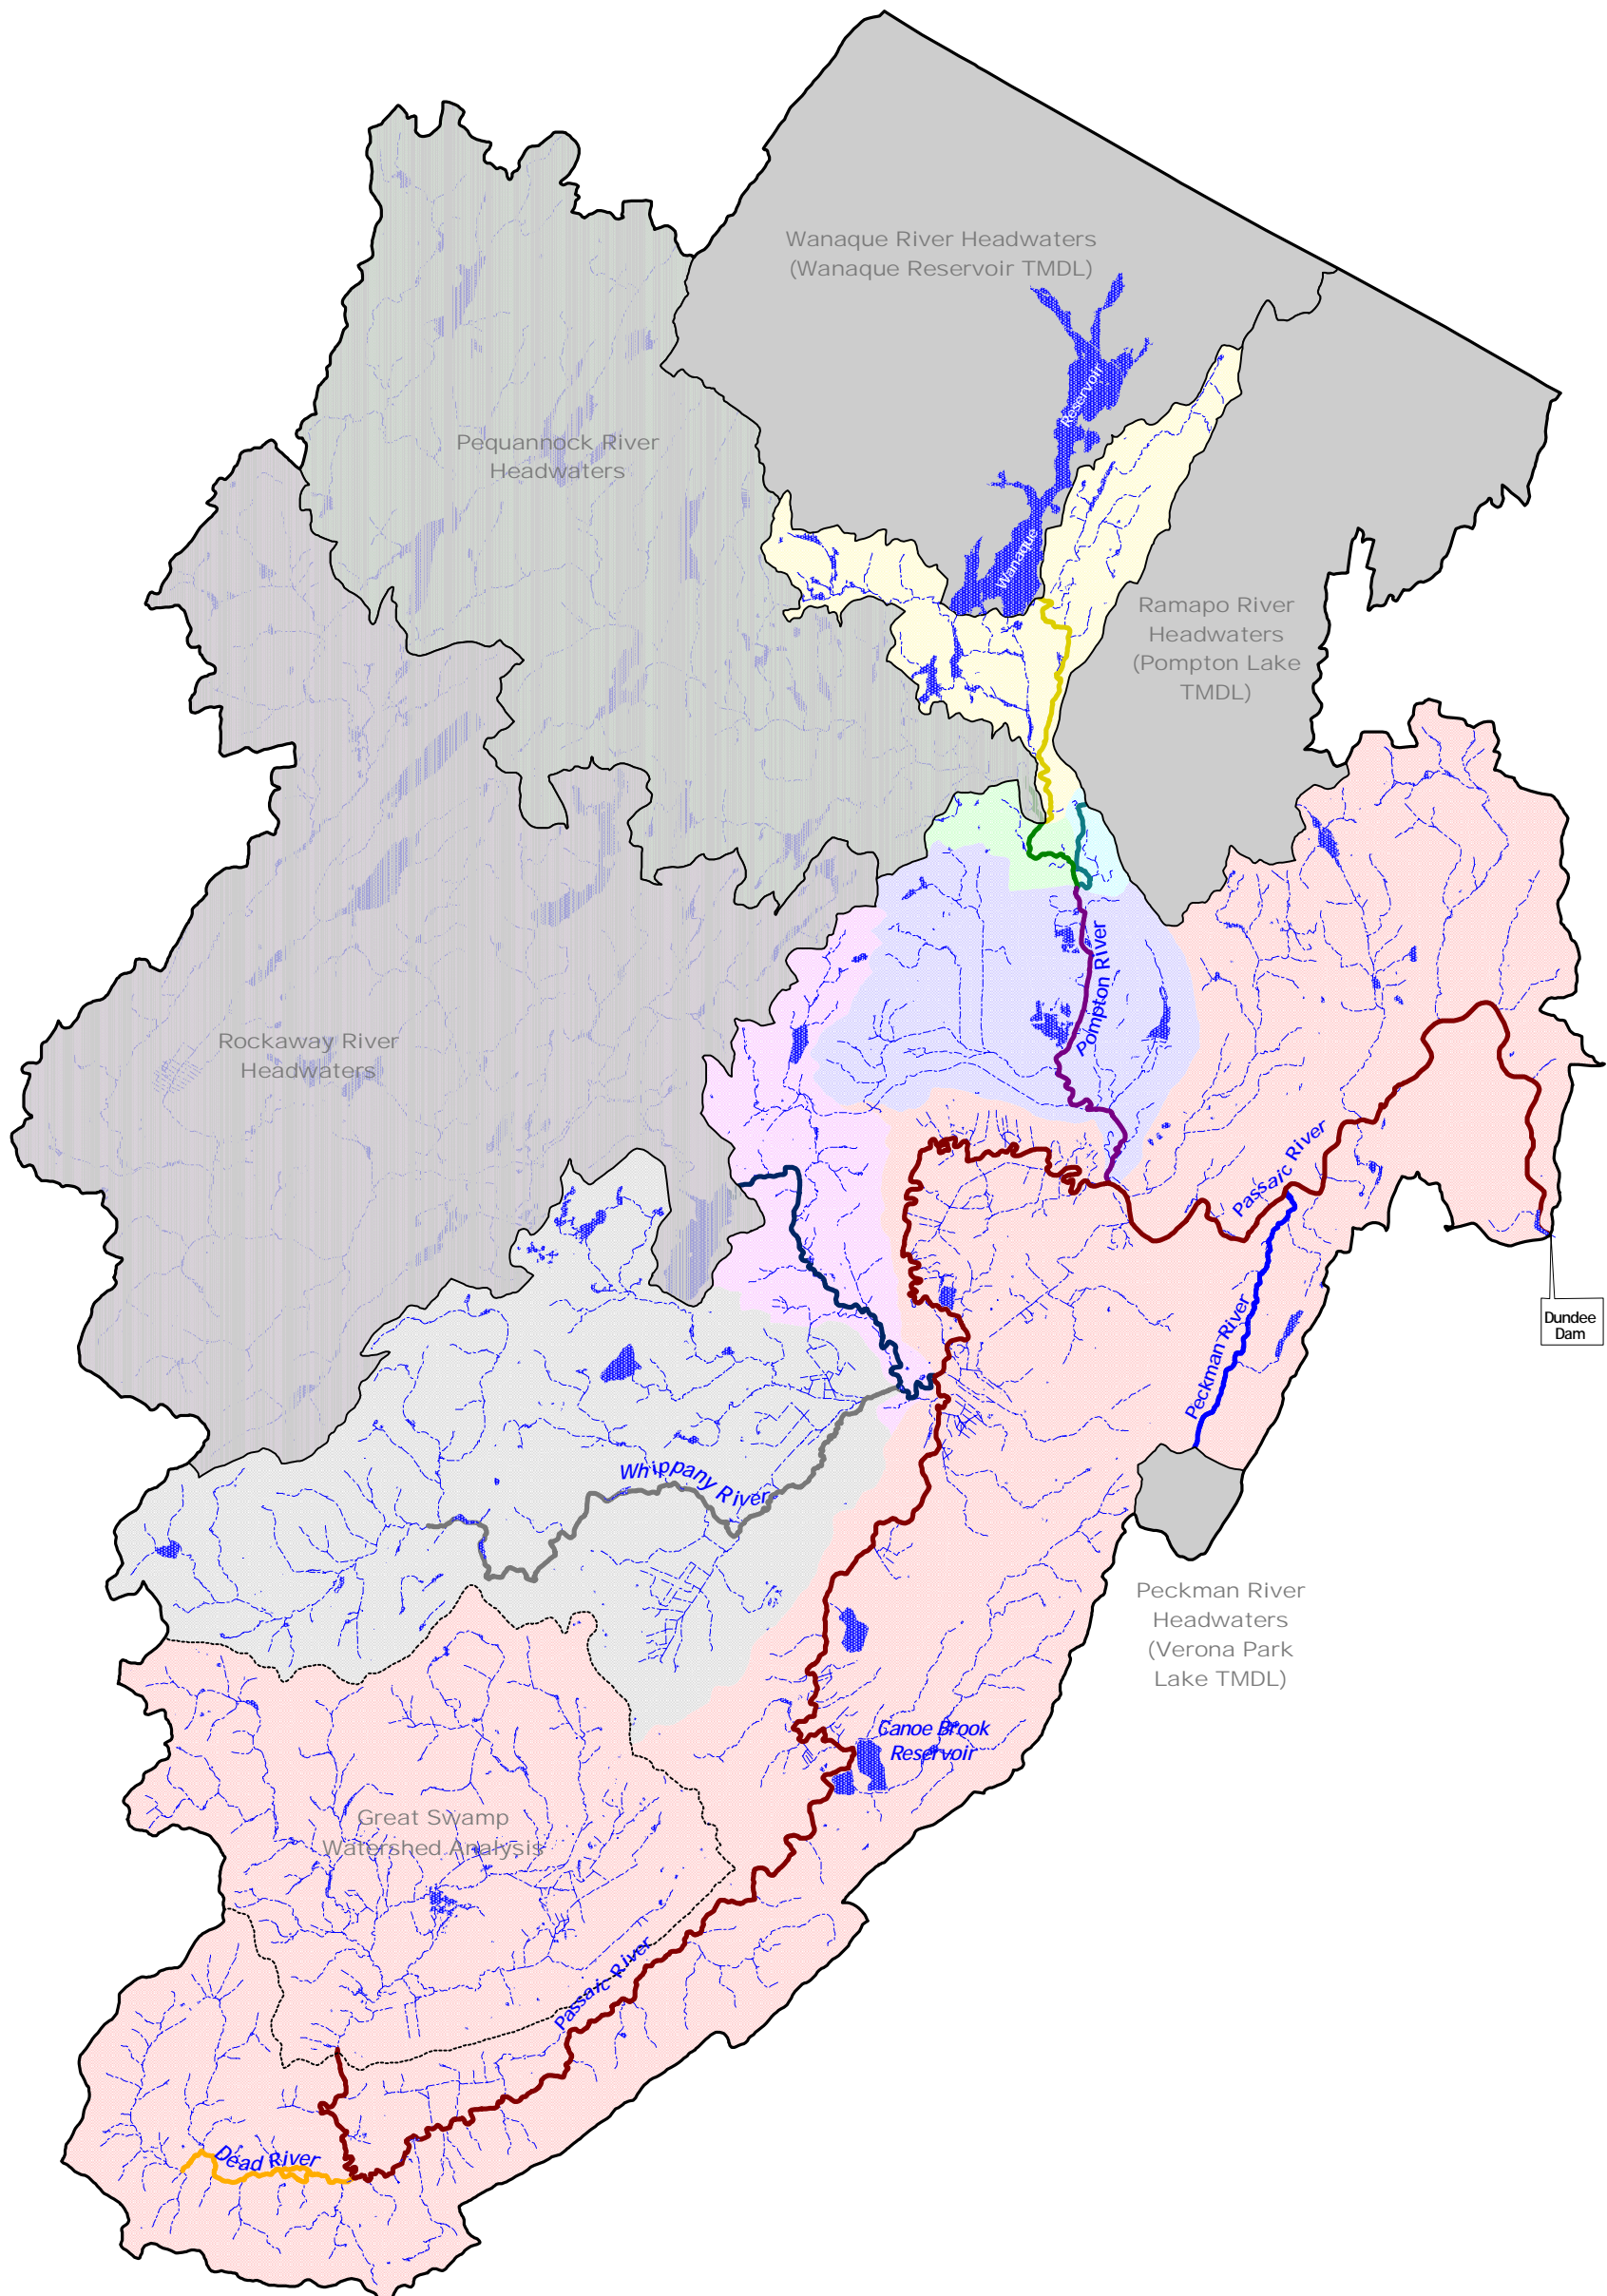 Wanaque River Headwaters
(Wanaque Reservoir TMDL)
Reservoir
Wanaque
Pequannock River
Headwaters
Ramapo River
Headwaters
(Pompton Lake
TMDL)
Pompton River
Rockaway River
Headwaters
Passaic River
Peckman River
Dundee
Dam
Whippany River
Peckman River
Headwaters
(Verona Park
Lake TMDL)
Canoe Brook
Reservoir
Great Swamp
Watershed Analysis
Passaic River
Dead River